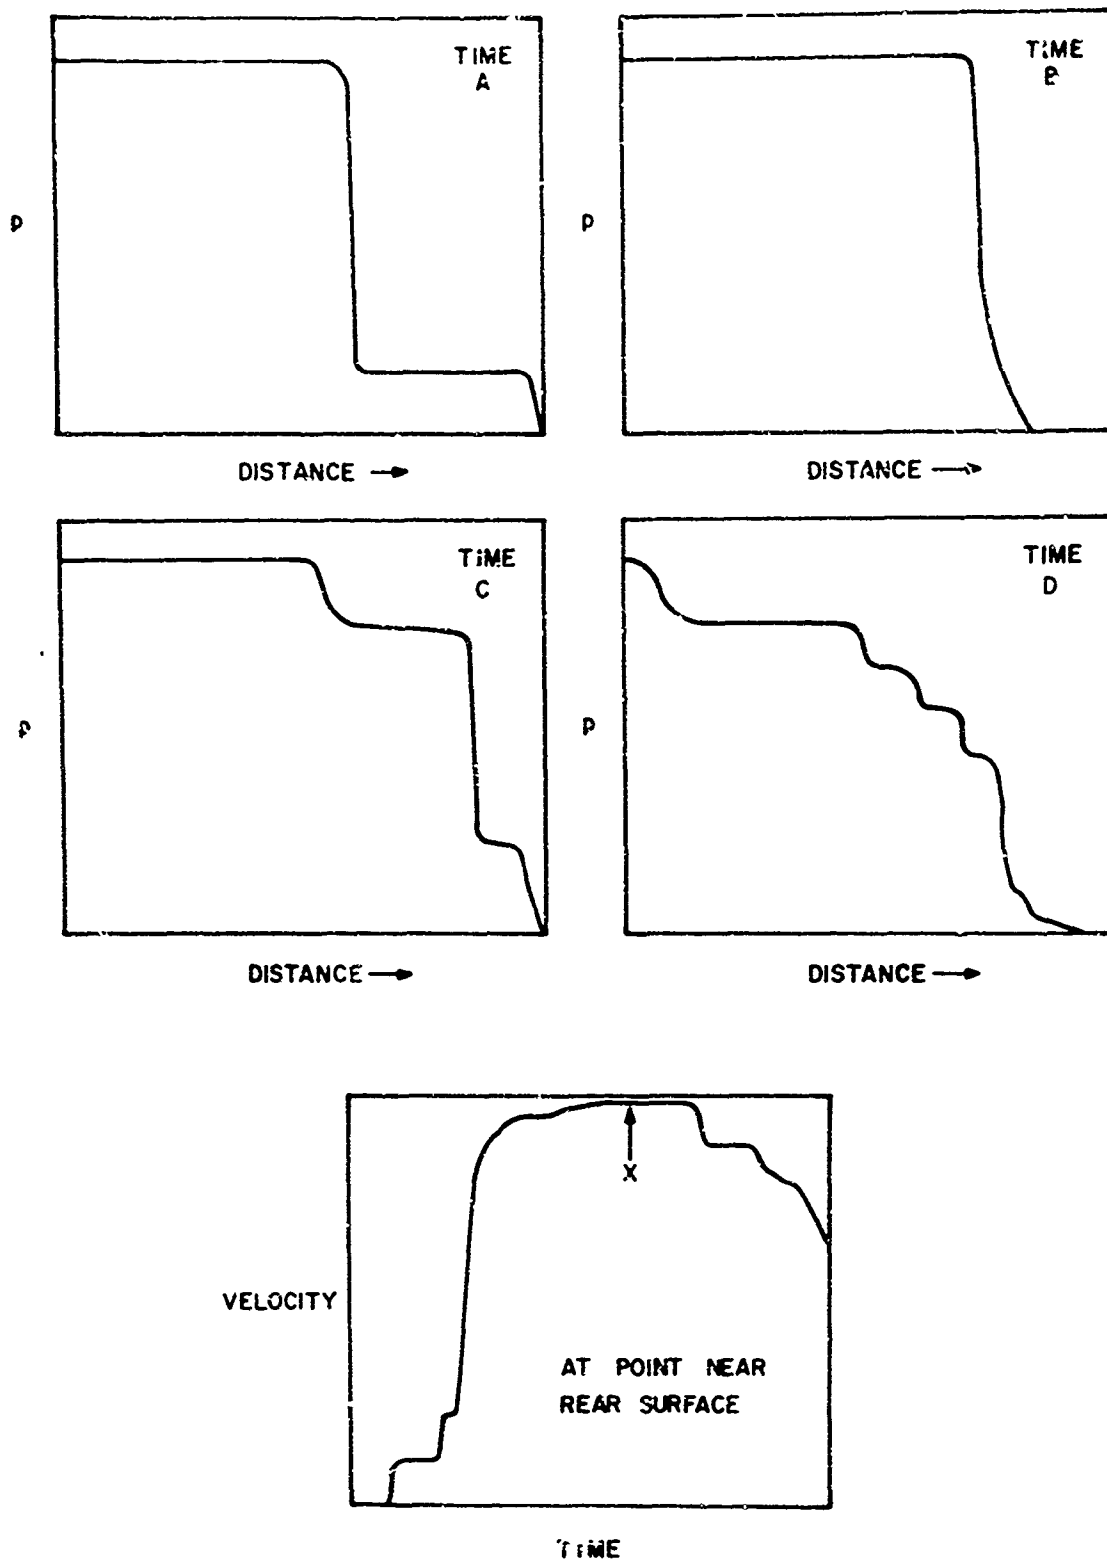 TIME
A
P
DISTANCE →
TIME
B
P
DISTANCE →
TIME
C
P
DISTANCE →
TIME
D
P
DISTANCE →
X
VELOCITY
AT POINT NEAR
REAR SURFACE
TIME